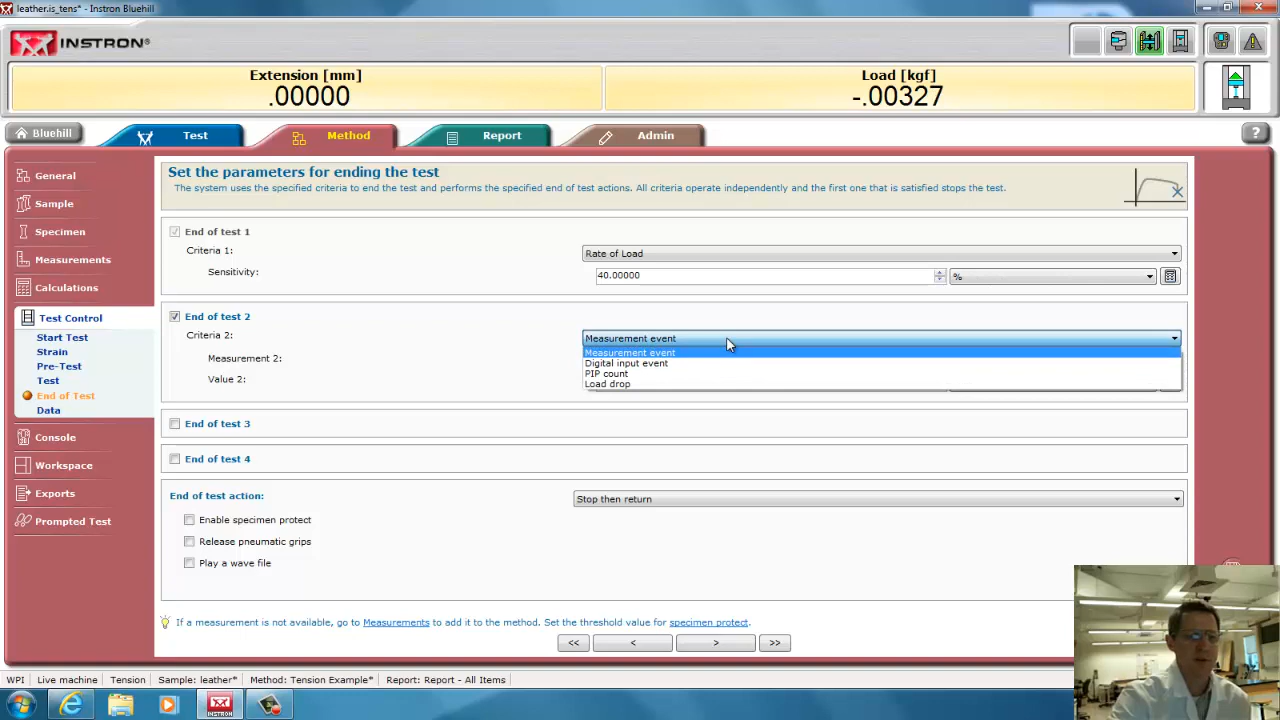 leather.is_tens* - Instron Bluehill
INSTRON®
Extension [mm]
.00000
Load [kgf]
-.00327
Bluehill
Test
Method
Report
Admin
?
General
Sample
Specimen
Measurements
Calculations
Test Control
Start Test
Strain
Pre-Test
Test
End of Test
Data
Console
Workspace
Exports
Prompted Test
Set the parameters for ending the test
The system uses the specified criteria to end the test and performs the specified end of test actions. All criteria operate independently and the first one that is satisfied stops the test.
End of test 1
Criteria 1:
Rate of Load
Sensitivity:
40.00000
%
End of test 2
Criteria 2:
Measurement event
Measurement event
Digital input event
PIP count
Load drop
Measurement 2:
Value 2:
End of test 3
End of test 4
End of test action:
Stop then return
Enable specimen protect
Release pneumatic grips
Play a wave file
If a measurement is not available, go to Measurements to add it to the method. Set the threshold value for specimen protect.
<<
<
>
>>
WPI
Live machine
Tension
Sample: leather*
Method: Tension Example*
Report: Report - All Items
INSTRON